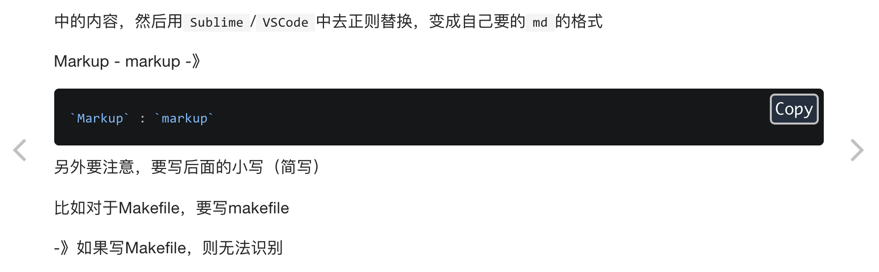 中的内容，然后用 Sublime / VSCode 中去正则替换，变成自己要的 md 的格式
Markup - markup -》
Copy
`Markup` : `markup`
另外要注意，要写后面的小写（简写）
比如对于Makefile，要写makefile
-》如果写Makefile，则无法识别